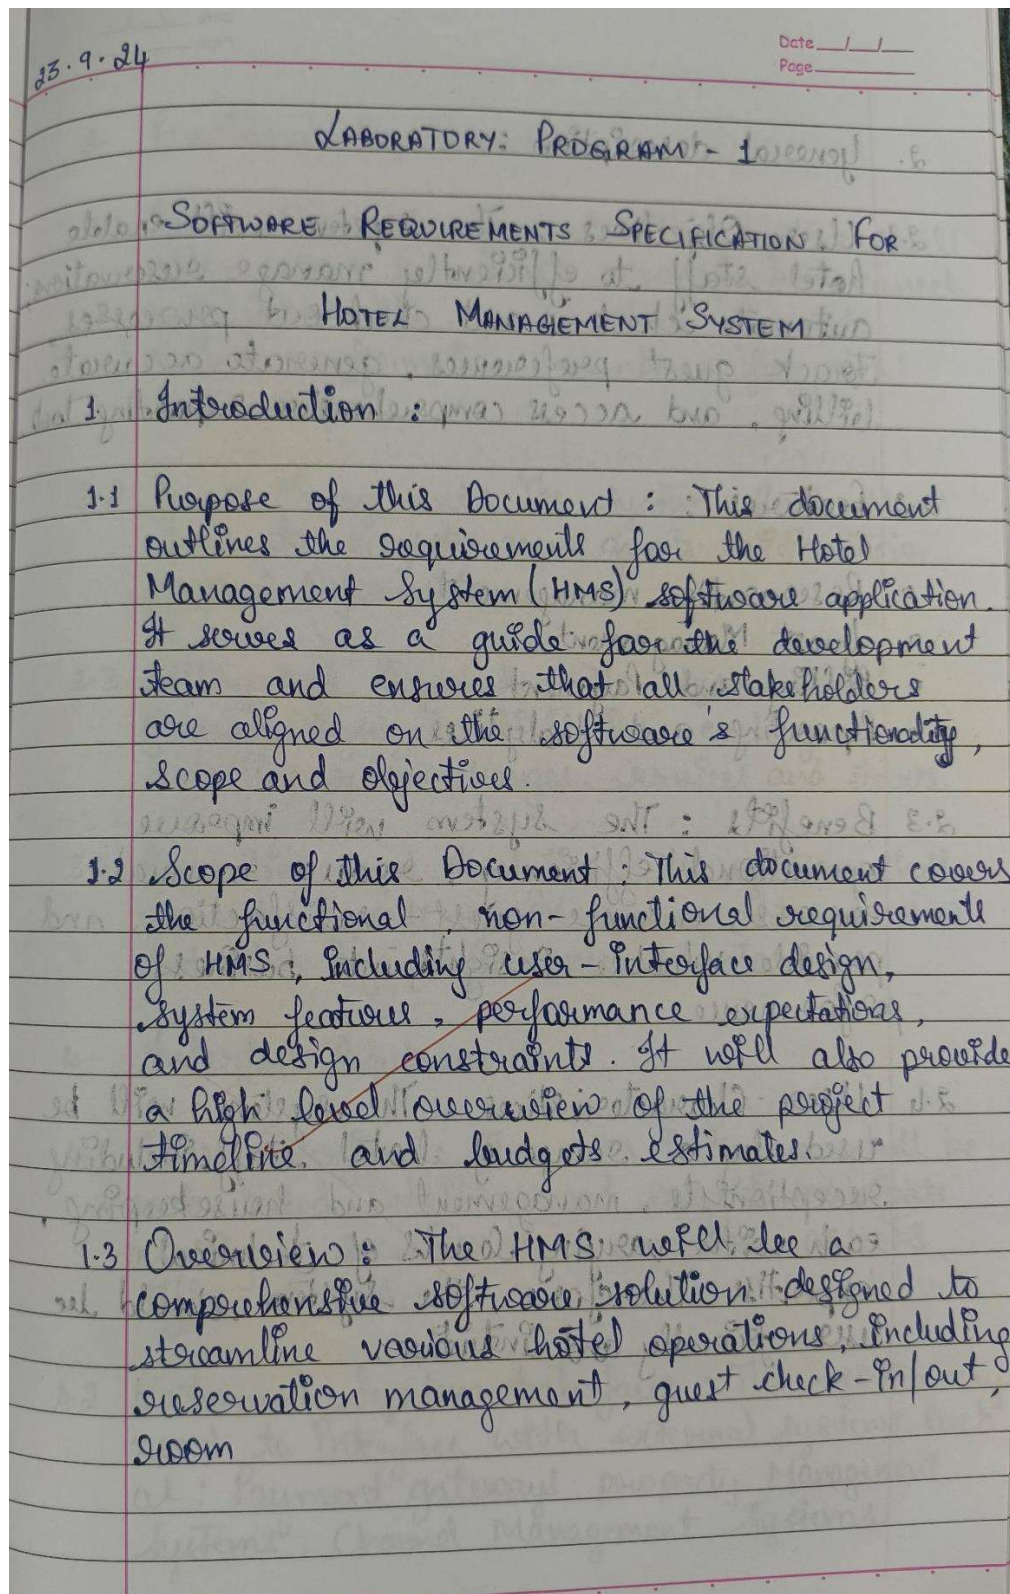 Date __/__/__
Page
23.9.24
LABORATORY: PROGRAM - 1
SOFTWARE REQUIREMENTS SPECIFICATION FOR
HOTEL MANAGEMENT SYSTEM
1. Introduction :
1.1 Purpose of this Document : This document
outlines the requirements for the Hotel
Management System (HMS) software application.
It serves as a guide for the development
team and ensures that all stakeholders
are aligned on the software's functionality,
scope and objectives.
1.2 Scope of this Document : This document covers
the functional, non-functional requirements
of HMS, including user-interface design,
system features, performance expectations,
and design constraints. It will also provide
a high level overview of the project
timeline and budgets estimates.
1.3 Overview : The HMS will be a
comprehensive software solution designed to
streamline various hotel operations, including
reservation management, guest check-in/out,
room